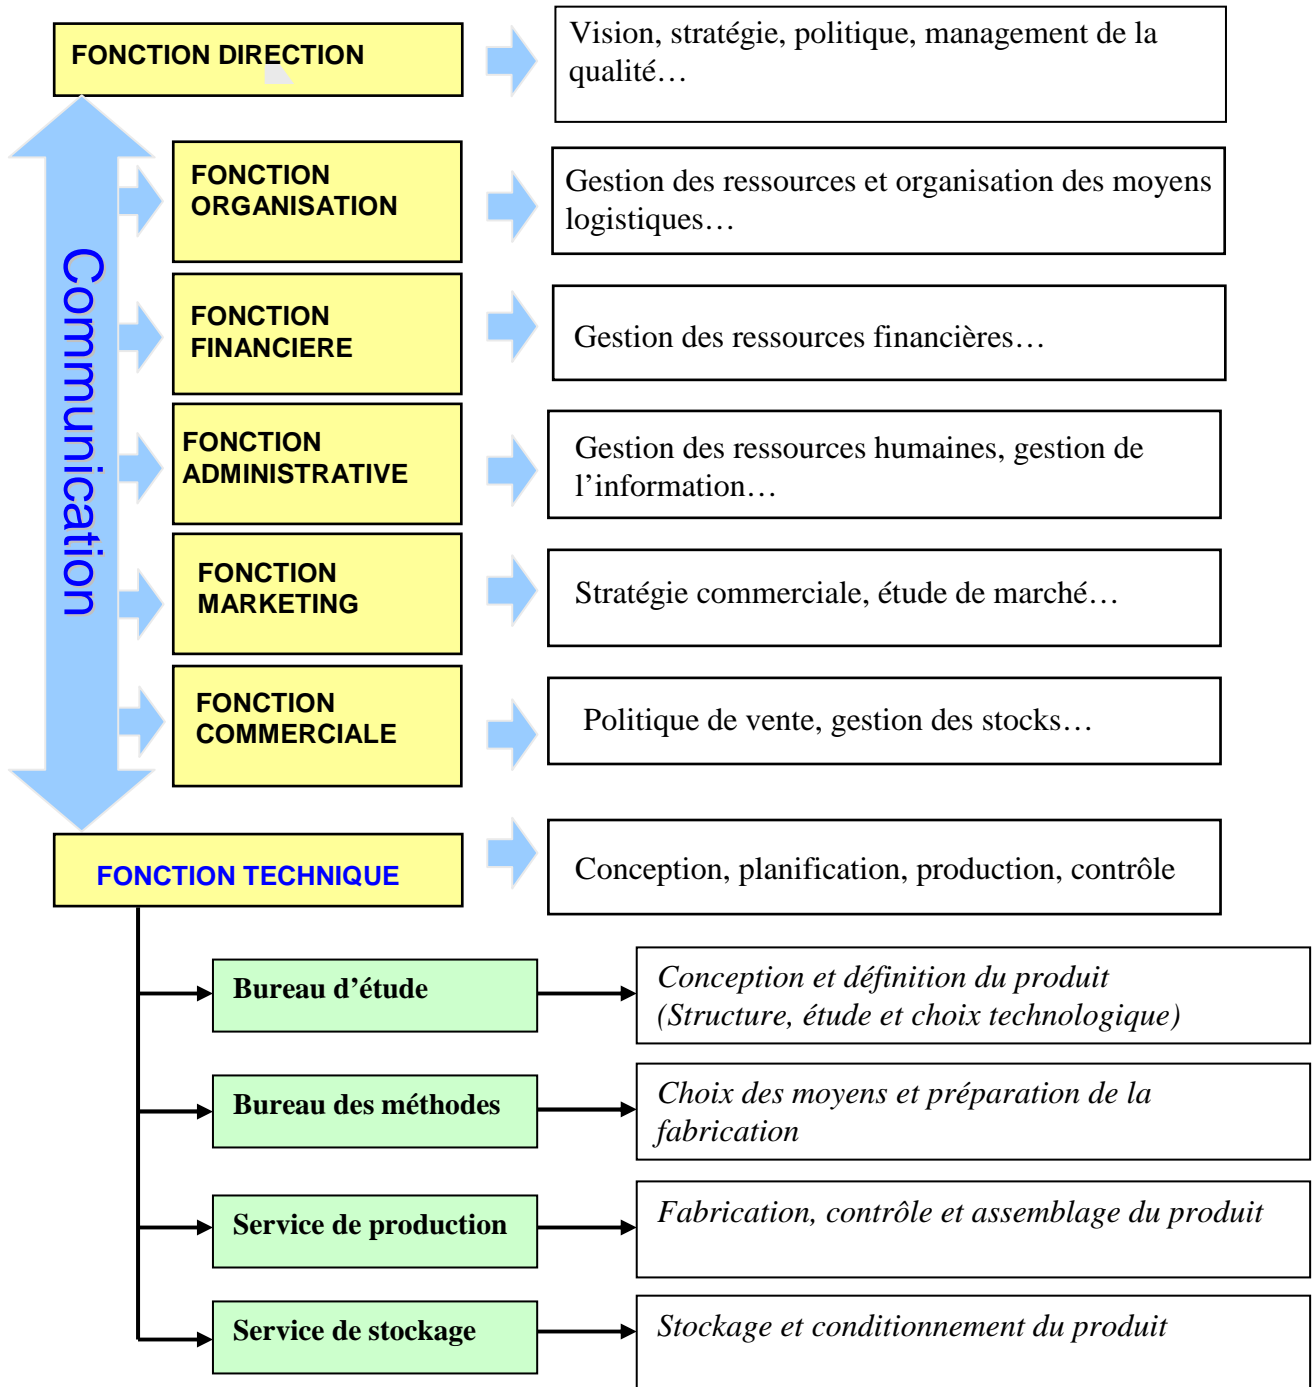 FONCTION DIRECTION
Vision, stratégie, politique, management de la
qualité…
Communication
FONCTION
ORGANISATION
Gestion des ressources et organisation des moyens
logistiques…
FONCTION
FINANCIERE
Gestion des ressources financières…
FONCTION
ADMINISTRATIVE
Gestion des ressources humaines, gestion de
l’information…
FONCTION
MARKETING
Stratégie commerciale, étude de marché…
FONCTION
COMMERCIALE
Politique de vente, gestion des stocks…
FONCTION TECHNIQUE
Conception, planification, production, contrôle
Bureau d’étude
Conception et définition du produit
(Structure, étude et choix technologique)
Bureau des méthodes
Choix des moyens et préparation de la
fabrication
Service de production
Fabrication, contrôle et assemblage du produit
Service de stockage
Stockage et conditionnement du produit